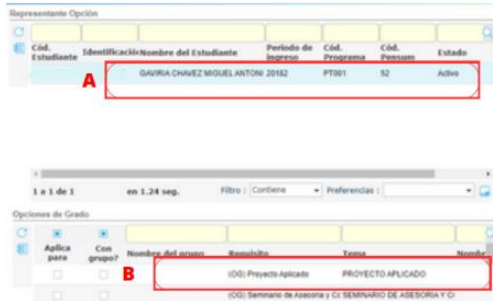 Representante Opción
Cód. Estudiante Identificación Nombre del Estudiante Periodo de ingreso Cód. Programa Cód. Pensum Estado
A GAVIRIA CHAVEZ MIGUEL ANTONI 20182 PT001 52 Activo
1 a 1 de 1 en 1.24 seg. Filtro : Contiene Preferencias :
Opciones de Grado
Aplica para Con grupo? Nombre del grupo Requisito Tema Nombr
B (OG) Proyecto Aplicado PROYECTO APLICADO
(OG) Seminario de Asesoria y Co SEMINARIO DE ASESORIA Y C